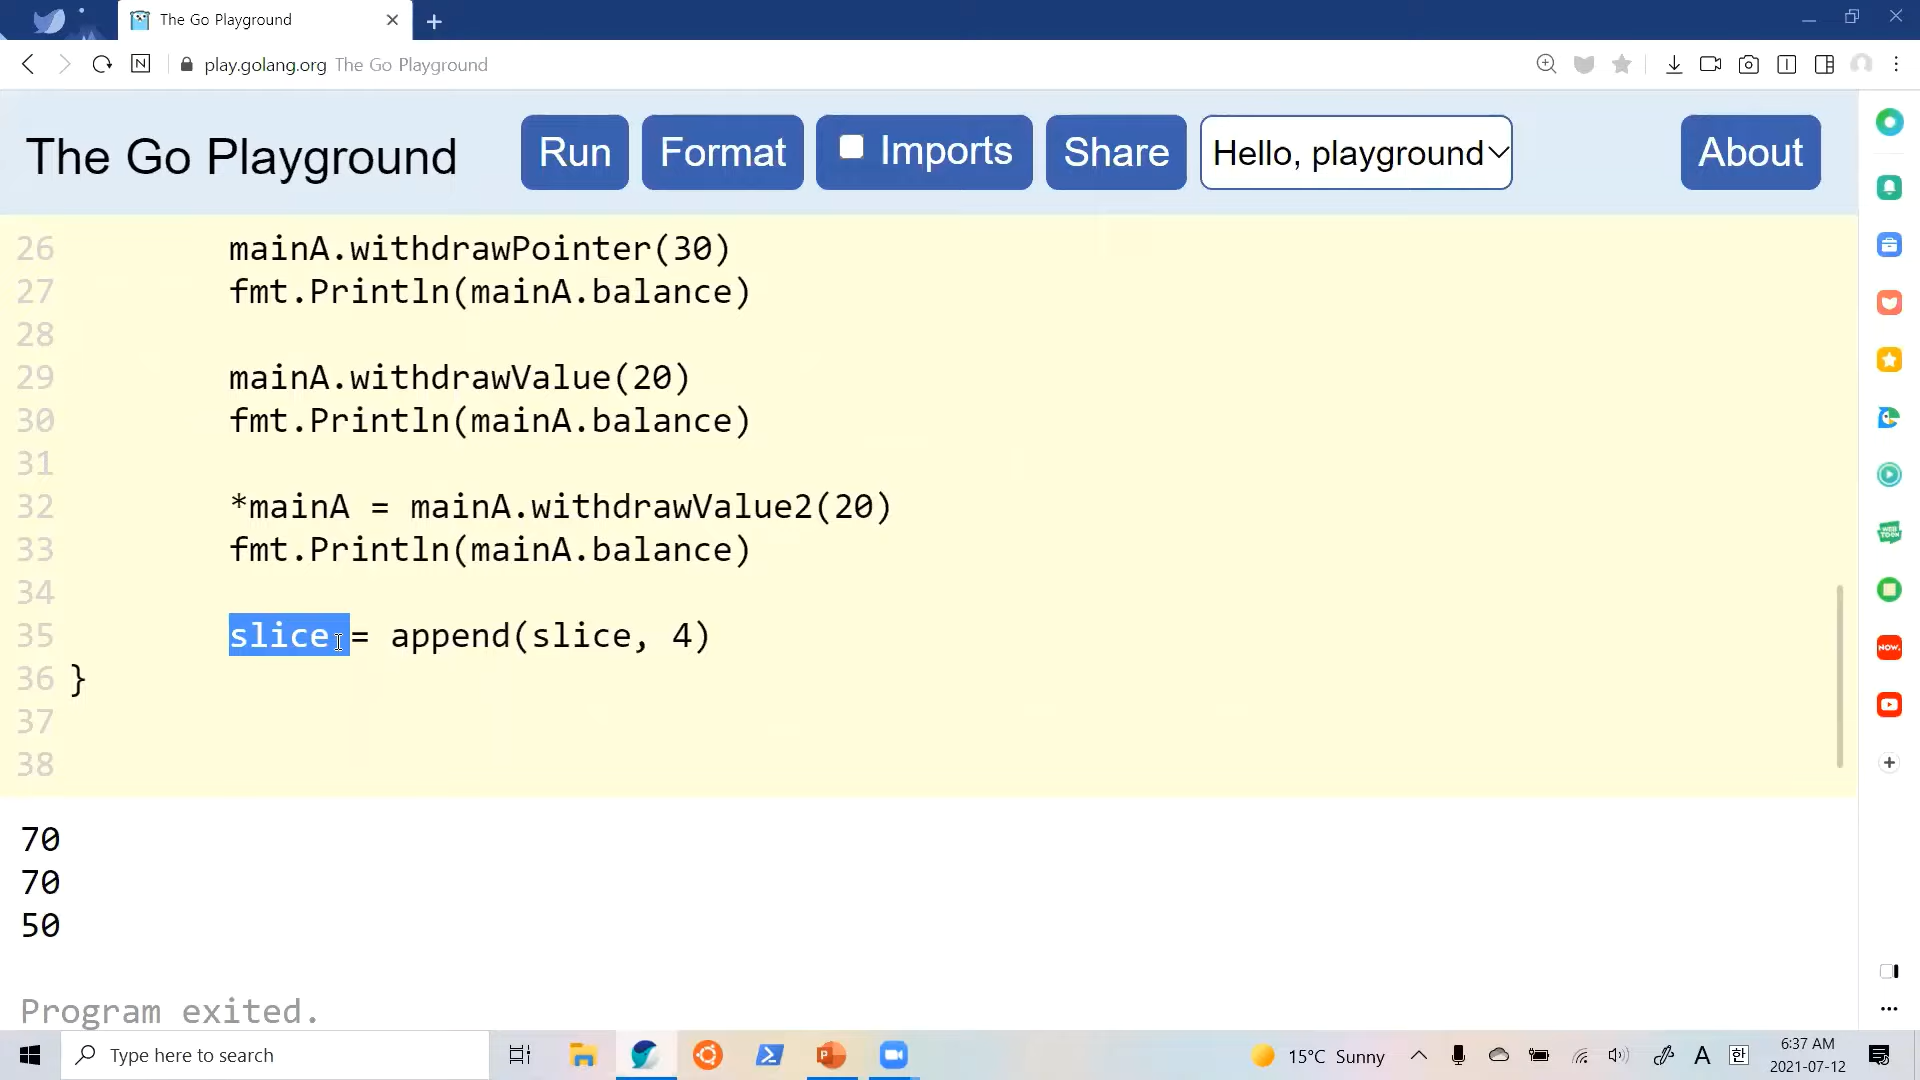 The Go Playground
play.golang.org The Go Playground
The Go Playground
Run
Format
Imports
Share
Hello, playground
About
26 mainA.withdrawPointer(30)
27 fmt.Println(mainA.balance)
28
29 mainA.withdrawValue(20)
30 fmt.Println(mainA.balance)
31
32 *mainA = mainA.withdrawValue2(20)
33 fmt.Println(mainA.balance)
34
35 slice = append(slice, 4)
36 }
37
38
70
70
50
Program exited.
NOW.
Type here to search
15°C Sunny
A
한
6:37 AM
2021-07-12